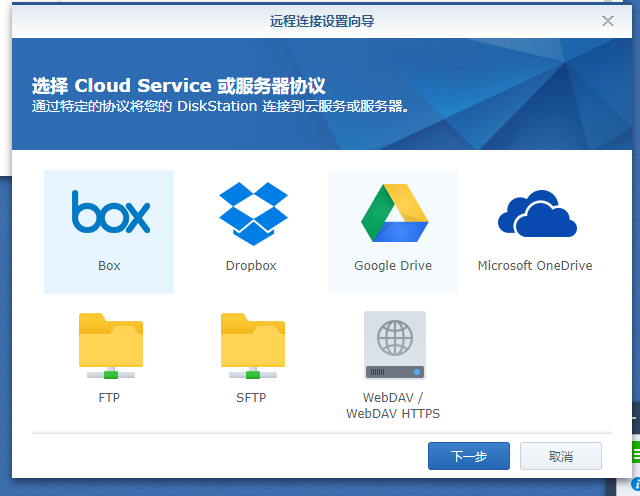 远程连接设置向导
选择 Cloud Service 或服务器协议
通过特定的协议将您的 DiskStation 连接到云服务或服务器。
box
Box
Dropbox
Google Drive
Microsoft OneDrive
FTP
SFTP
WebDAV /
WebDAV HTTPS
下一步
取消